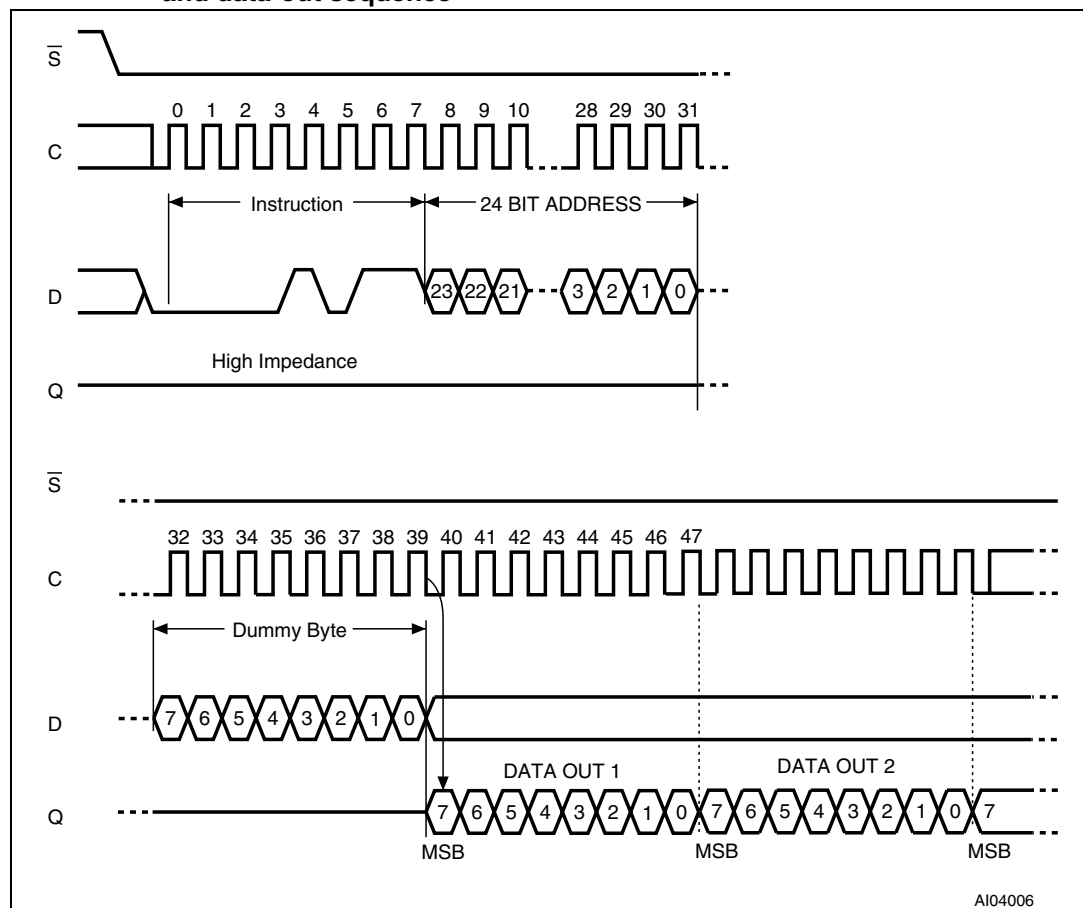 and data-out sequence
S
0 1 2 3 4 5 6 7 8 9 10 28 29 30 31
C
Instruction 24 BIT ADDRESS
D 23 22 21 3 2 1 0
High Impedance
Q
S
32 33 34 35 36 37 38 39 40 41 42 43 44 45 46 47
C
Dummy Byte
D 7 6 5 4 3 2 1 0
DATA OUT 1 DATA OUT 2
Q 7 6 5 4 3 2 1 0 7 6 5 4 3 2 1 0 7
MSB MSB MSB
AI04006